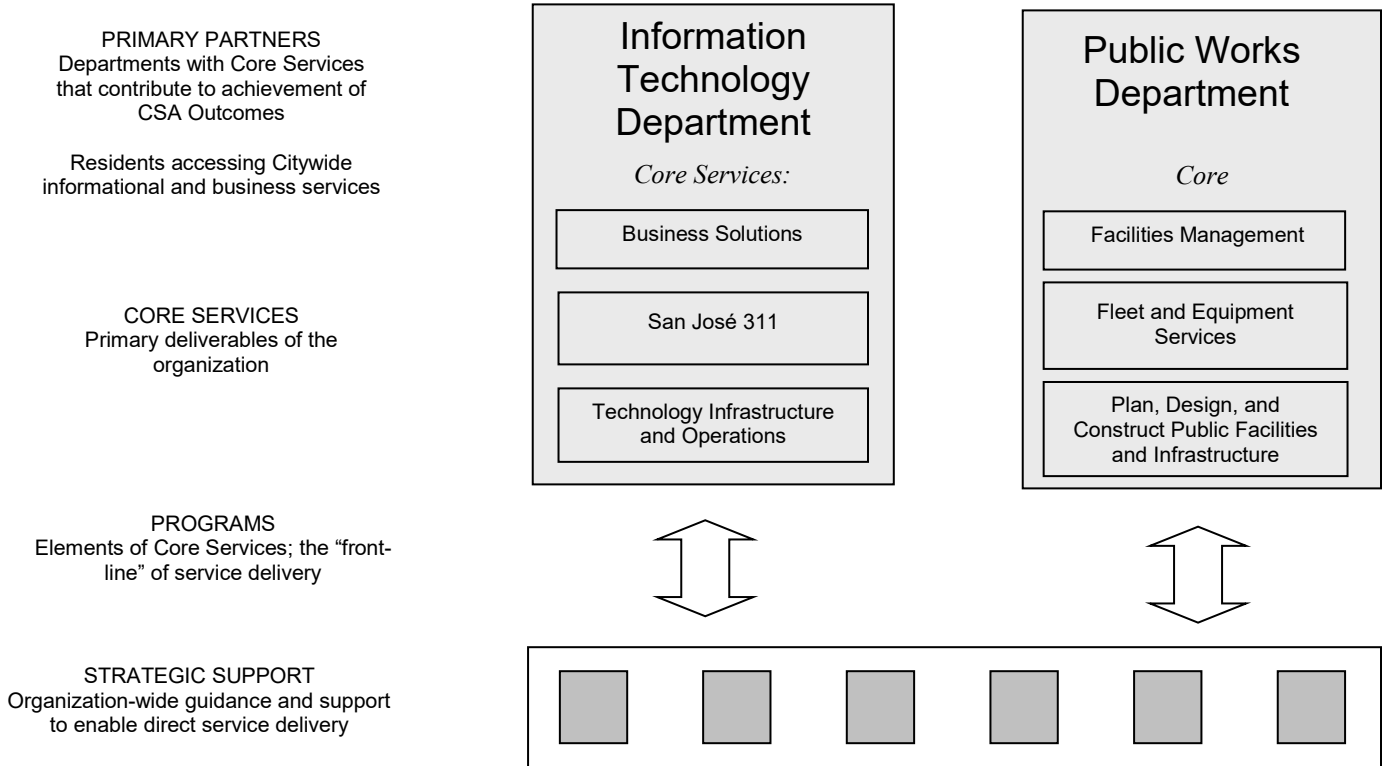 PRIMARY PARTNERS
Departments with Core Services
that contribute to achievement of
CSA Outcomes
Residents accessing Citywide
informational and business services
CORE SERVICES
Primary deliverables of the
organization
PROGRAMS
Elements of Core Services; the “front-
line” of service delivery
STRATEGIC SUPPORT
Organization-wide guidance and support
to enable direct service delivery
Information
Technology
Department
Core Services:
Business Solutions
San José 311
Technology Infrastructure
and Operations
Public Works
Department
Core
Facilities Management
Fleet and Equipment
Services
Plan, Design, and
Construct Public Facilities
and Infrastructure